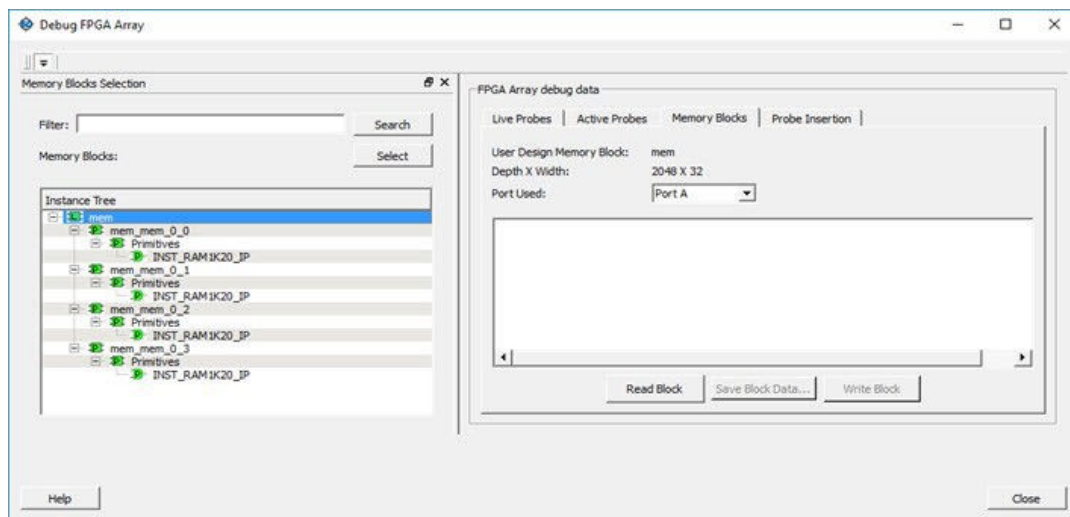 Debug FPGA Array
Memory Blocks Selection
Filter:
Search
Memory Blocks:
Select
Instance Tree
mem
mem_mem_0_0
Primitives
INST_RAM1K20_IP
mem_mem_0_1
Primitives
INST_RAM1K20_IP
mem_mem_0_2
Primitives
INST_RAM1K20_IP
mem_mem_0_3
Primitives
INST_RAM1K20_IP
FPGA Array debug data
Live Probes Active Probes Memory Blocks Probe Insertion
User Design Memory Block: mem
Depth X Width: 2048 X 32
Port Used: Port A
Read Block Save Block Data... Write Block
Help
Close